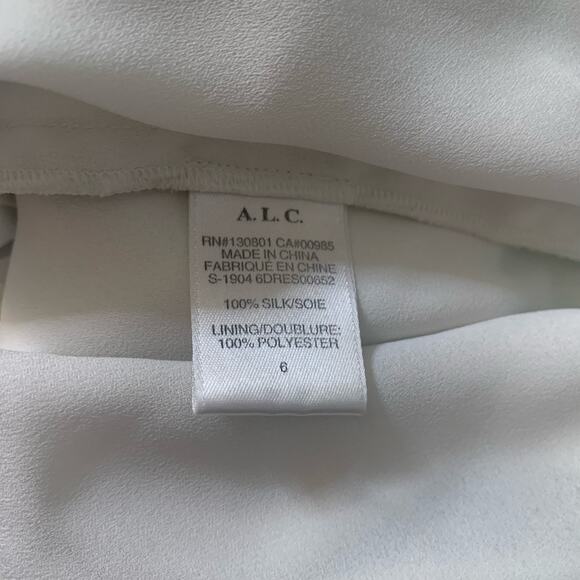 A.L.C.
RN#130801 CA#00985
MADE IN CHINA
FABRIQUÉ EN CHINE
S-1904 6DRES00652
100% SILK/SOIE
LINING/DOUBLURE:
100% POLYESTER
6